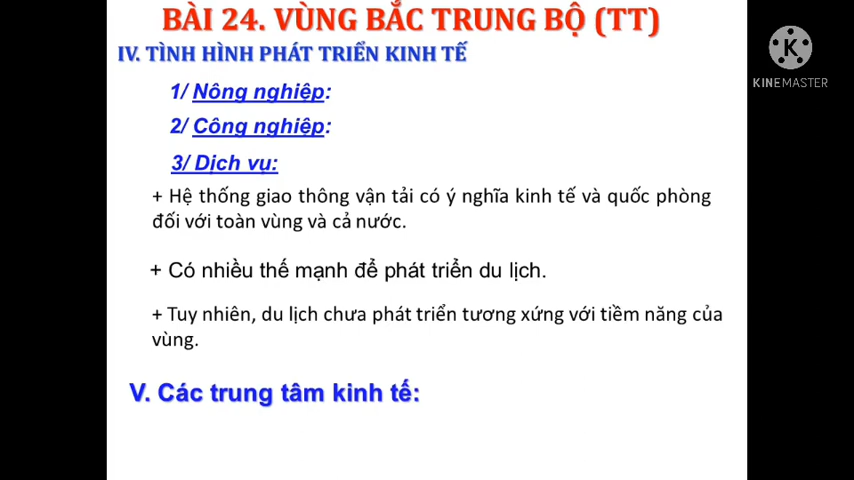 BÀI 24. VÙNG BẮC TRUNG BỘ (TT)
IV. TÌNH HÌNH PHÁT TRIỂN KINH TẾ
K
KINEMASTER
1/ Nông nghiệp:
2/ Công nghiệp:
3/ Dịch vụ:
+ Hệ thống giao thông vận tải có ý nghĩa kinh tế và quốc phòng
đối với toàn vùng và cả nước.
+ Có nhiều thế mạnh để phát triển du lịch.
+ Tuy nhiên, du lịch chưa phát triển tương xứng với tiềm năng của
vùng.
V. Các trung tâm kinh tế: